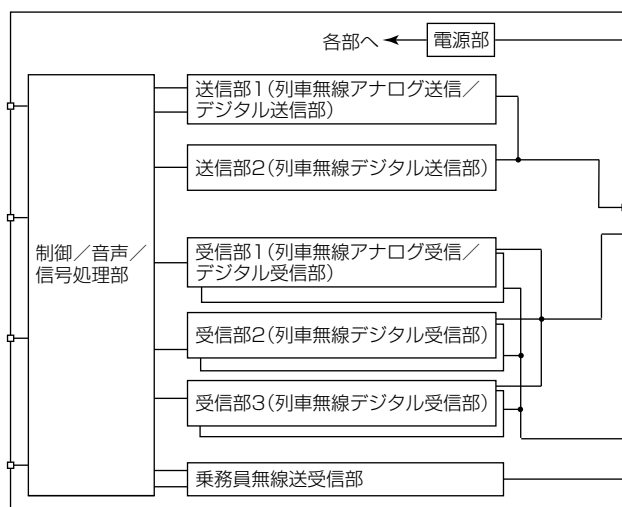 各部へ
電源部
送信部1(列車無線アナログ送信／
デジタル送信部)
送信部2(列車無線デジタル送信部)
制御／音声／
信号処理部
受信部1(列車無線アナログ受信／
デジタル受信部)
受信部2(列車無線デジタル受信部)
受信部3(列車無線デジタル受信部)
乗務員無線送受信部